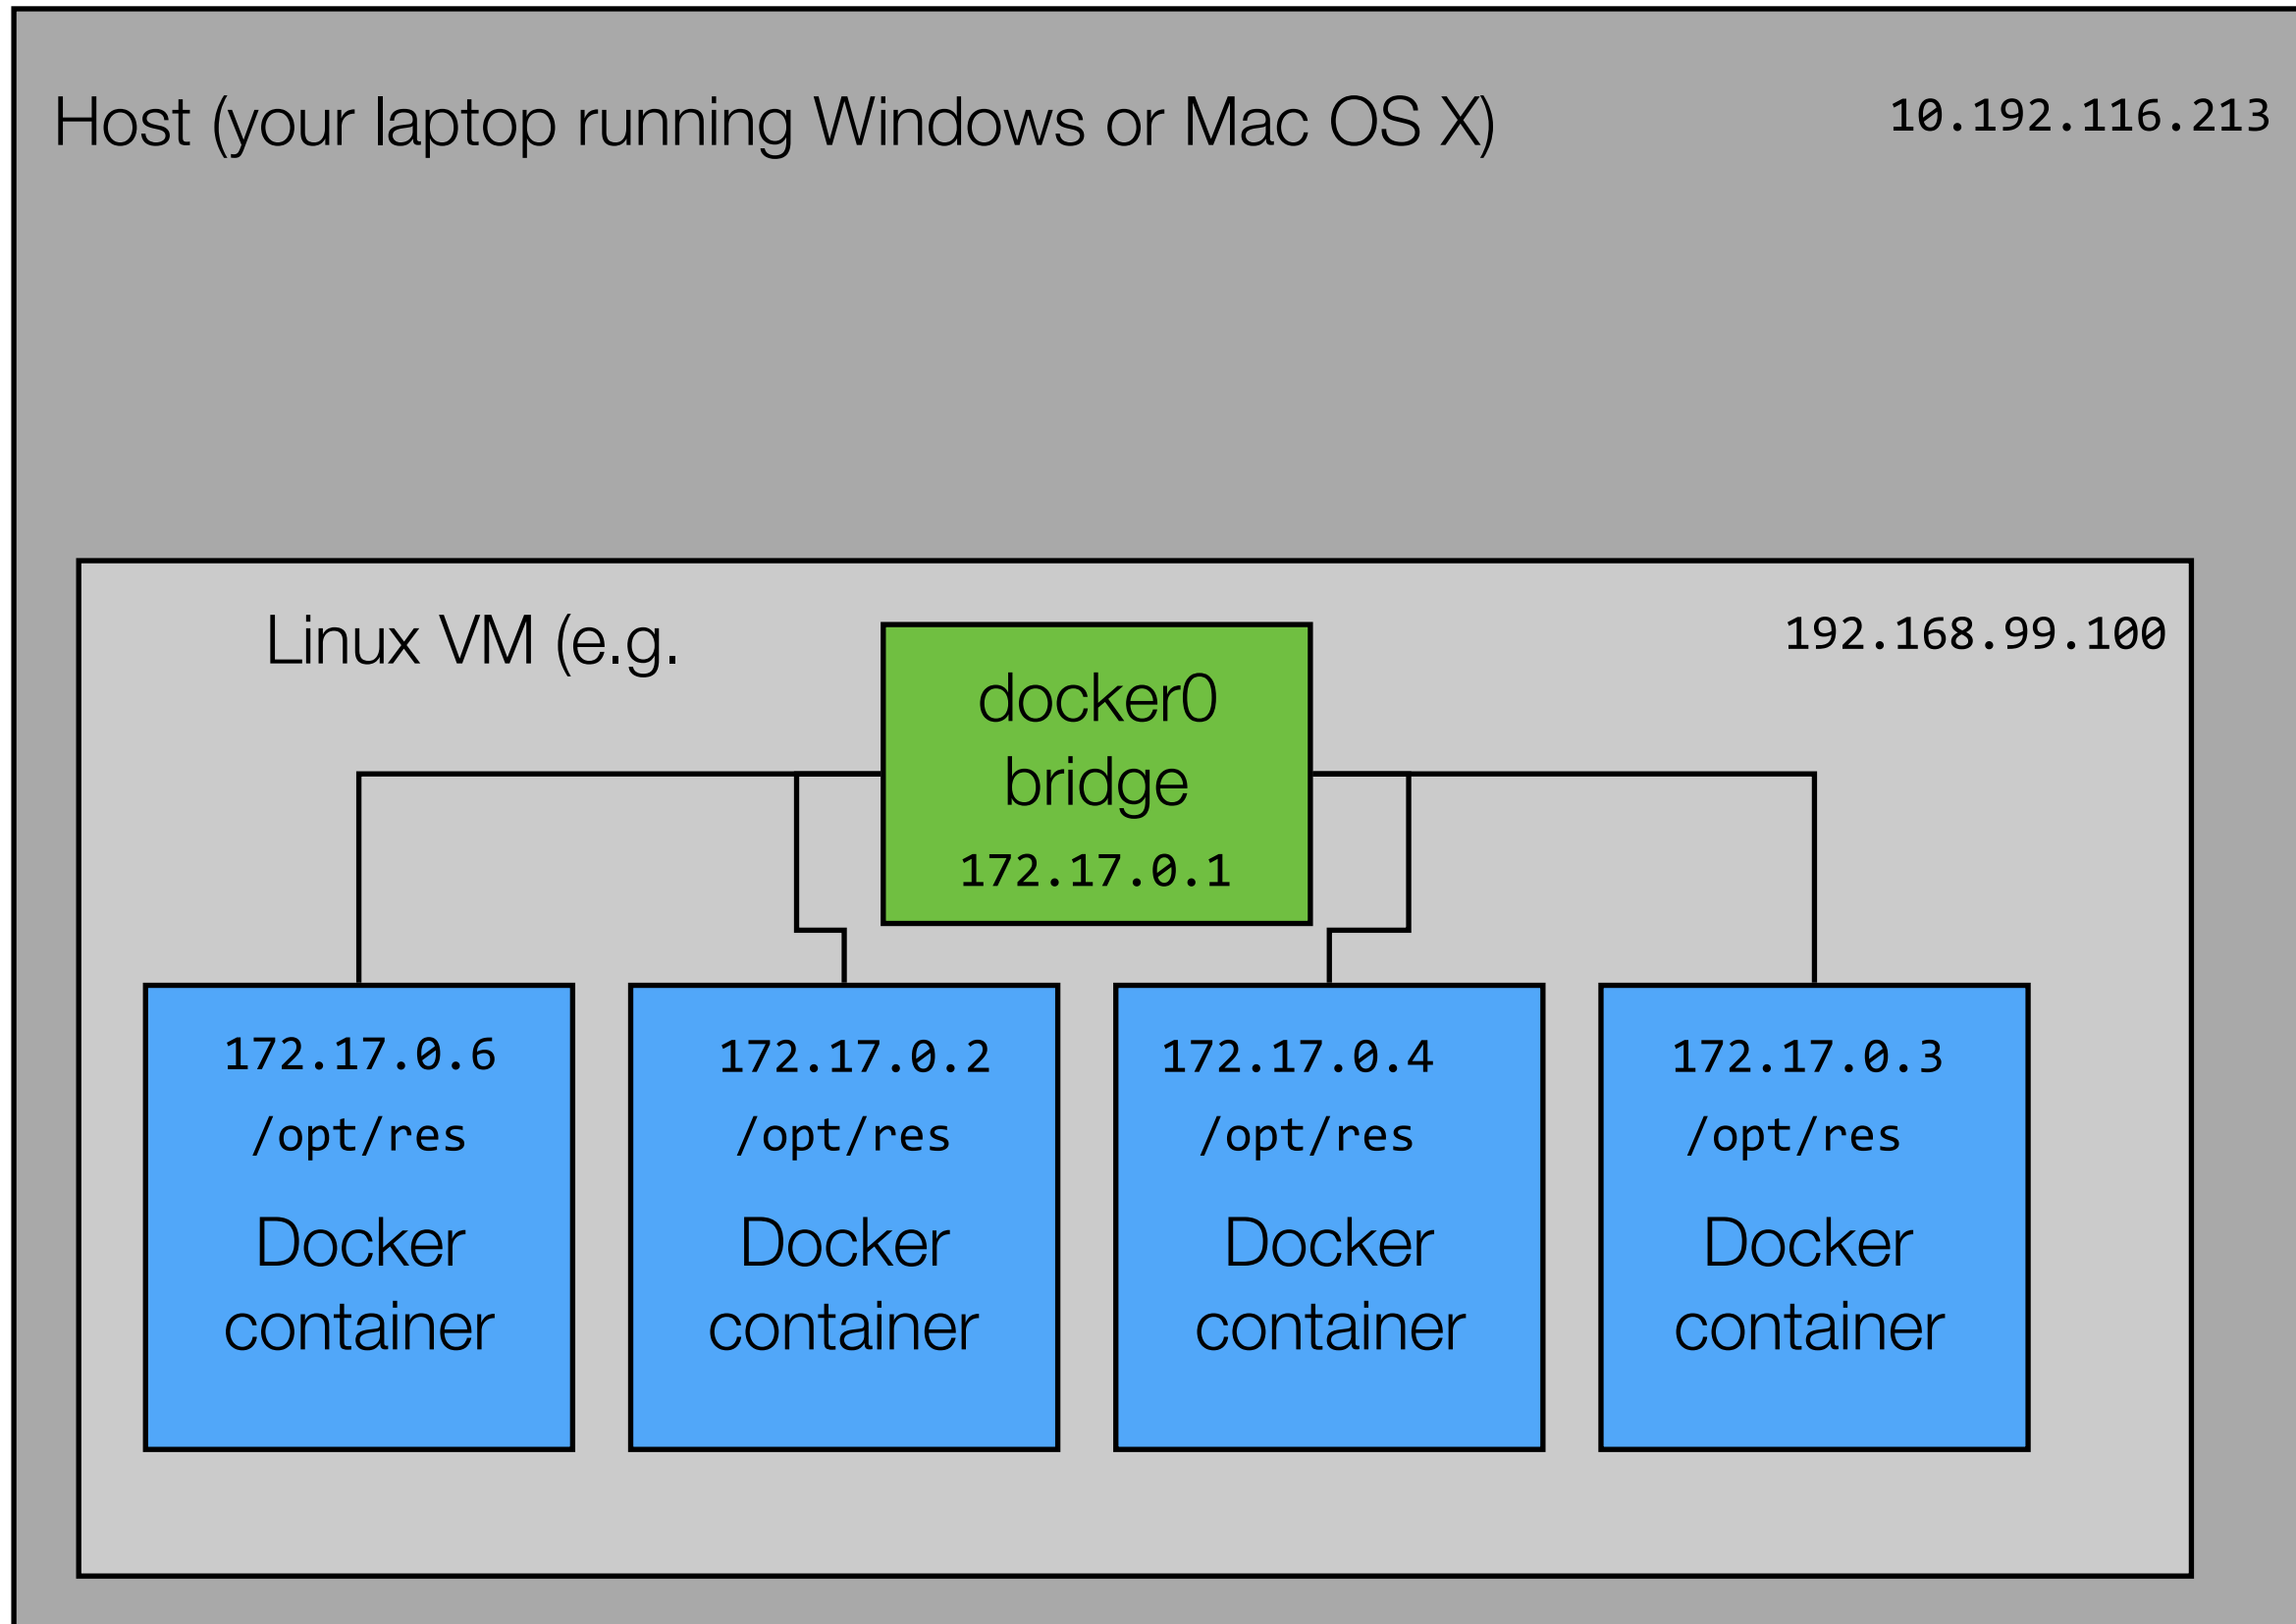 Host (your laptop running Windows or Mac OS X)
10.192.116.213
Linux VM (e.g.
192.168.99.100
docker0
bridge
172.17.0.1
172.17.0.6
/opt/res
Docker
container
172.17.0.2
/opt/res
Docker
container
172.17.0.4
/opt/res
Docker
container
172.17.0.3
/opt/res
Docker
container